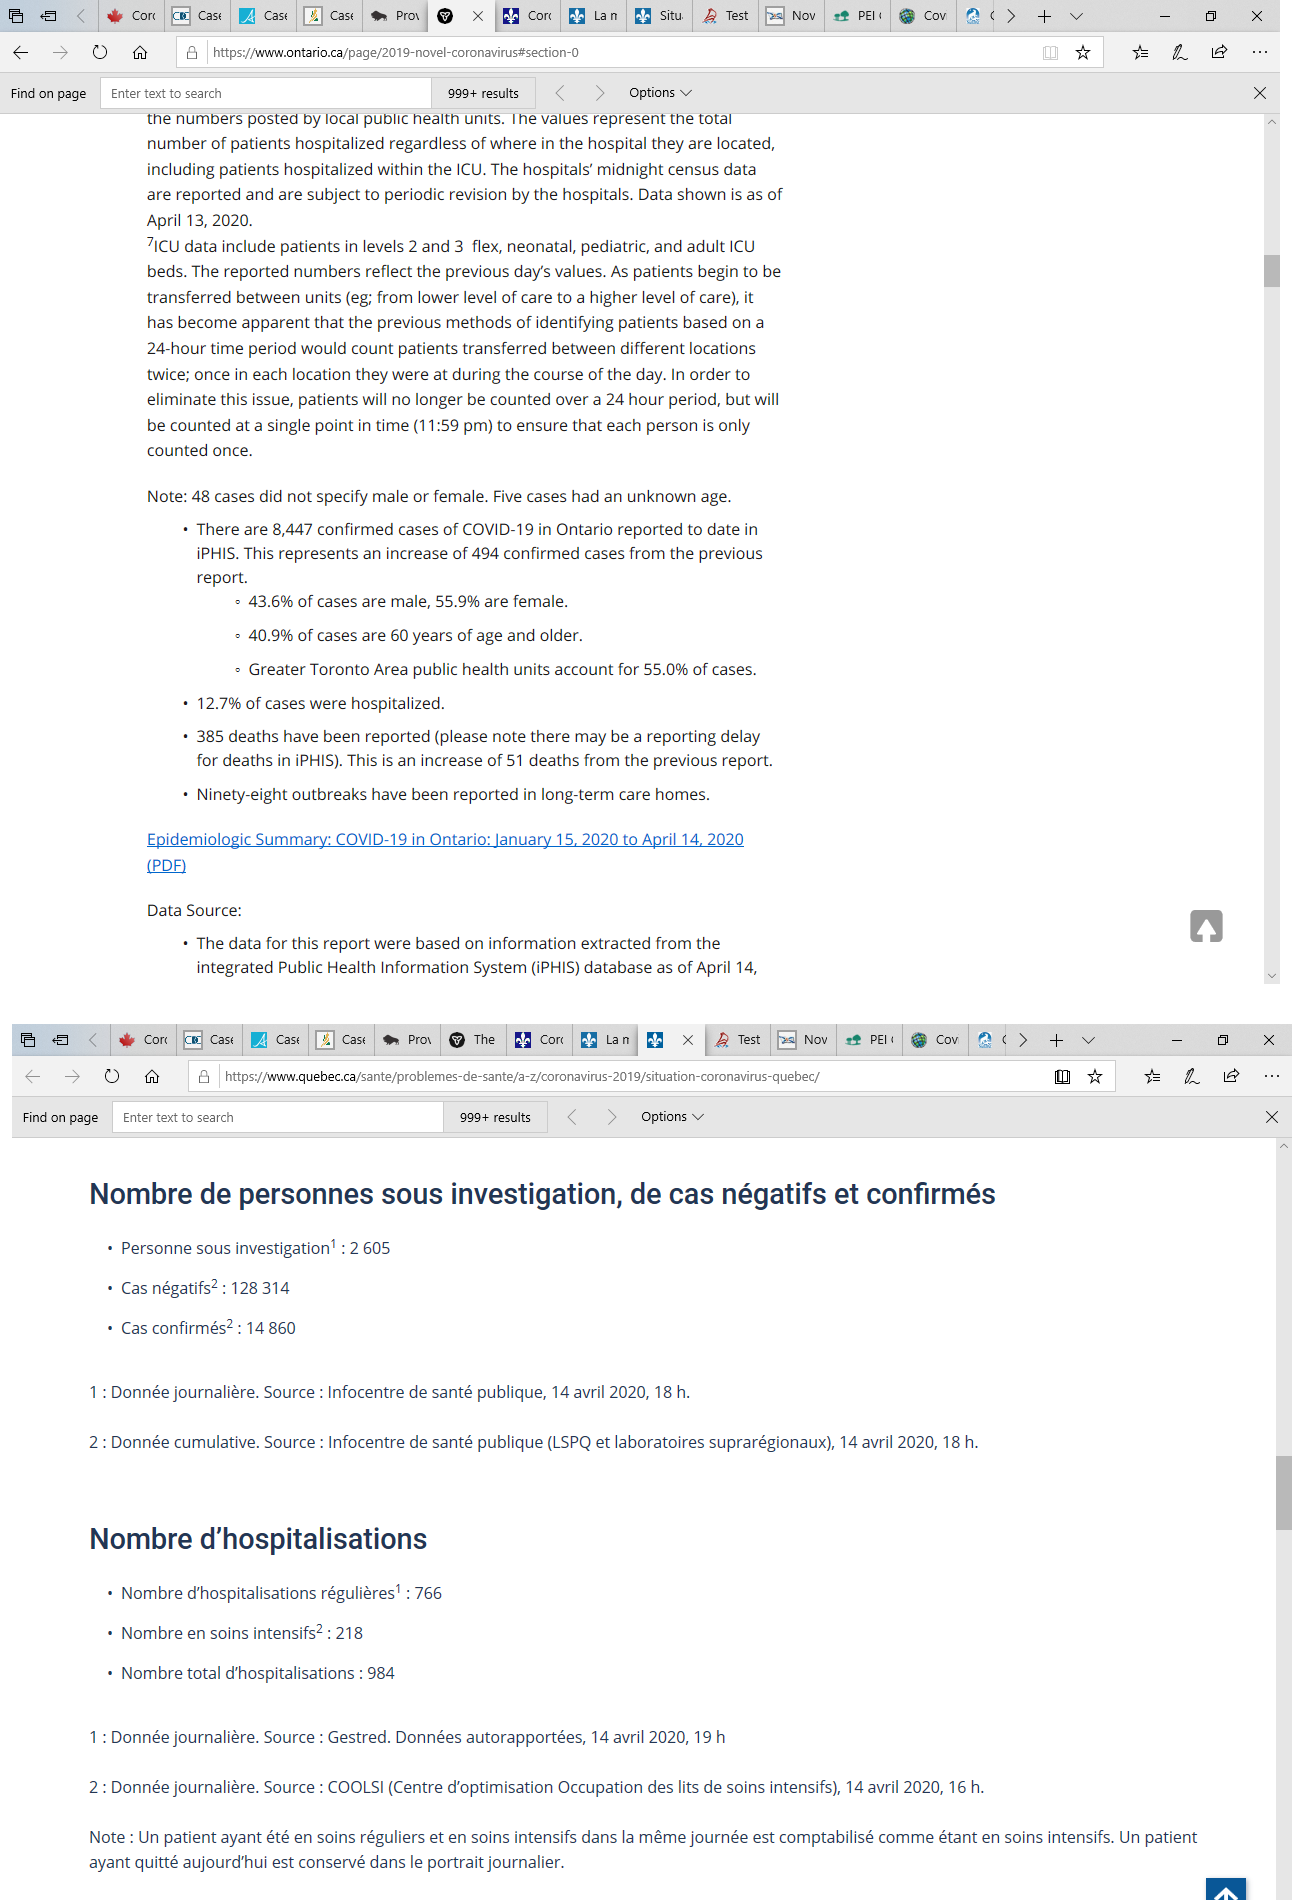 Corc
Case
Case
Case
Prov
Corc
La n
Situ
Test
Nov
PEI
Cov
https://www.ontario.ca/page/2019-novel-coronavirus#section-0
Find on page
Enter text to search
999+ results
Options
the numbers posted by local public health units. The values represent the total
number of patients hospitalized regardless of where in the hospital they are located,
including patients hospitalized within the ICU. The hospitals’ midnight census data
are reported and are subject to periodic revision by the hospitals. Data shown is as of
April 13, 2020.
7ICU data include patients in levels 2 and 3 flex, neonatal, pediatric, and adult ICU
beds. The reported numbers reflect the previous day’s values. As patients begin to be
transferred between units (eg; from lower level of care to a higher level of care), it
has become apparent that the previous methods of identifying patients based on a
24-hour time period would count patients transferred between different locations
twice; once in each location they were at during the course of the day. In order to
eliminate this issue, patients will no longer be counted over a 24 hour period, but will
be counted at a single point in time (11:59 pm) to ensure that each person is only
counted once.
Note: 48 cases did not specify male or female. Five cases had an unknown age.
• There are 8,447 confirmed cases of COVID-19 in Ontario reported to date in
iPHIS. This represents an increase of 494 confirmed cases from the previous
report.
◦ 43.6% of cases are male, 55.9% are female.
◦ 40.9% of cases are 60 years of age and older.
◦ Greater Toronto Area public health units account for 55.0% of cases.
• 12.7% of cases were hospitalized.
• 385 deaths have been reported (please note there may be a reporting delay
for deaths in iPHIS). This is an increase of 51 deaths from the previous report.
• Ninety-eight outbreaks have been reported in long-term care homes.
Epidemiologic Summary: COVID-19 in Ontario: January 15, 2020 to April 14, 2020
(PDF)
Data Source:
• The data for this report were based on information extracted from the
integrated Public Health Information System (iPHIS) database as of April 14,
Corc
Case
Case
Case
Prov
The
Corc
La n
Test
Nov
PEI
Cov
https://www.quebec.ca/sante/problemes-de-sante/a-z/coronavirus-2019/situation-coronavirus-quebec/
Find on page
Enter text to search
999+ results
Options
Nombre de personnes sous investigation, de cas négatifs et confirmés
• Personne sous investigation1 : 2 605
• Cas négatifs2 : 128 314
• Cas confirmés2 : 14 860
1 : Donnée journalière. Source : Infocentre de santé publique, 14 avril 2020, 18 h.
2 : Donnée cumulative. Source : Infocentre de santé publique (LSPQ et laboratoires suprarégionaux), 14 avril 2020, 18 h.
Nombre d’hospitalisations
• Nombre d’hospitalisations régulières1 : 766
• Nombre en soins intensifs2 : 218
• Nombre total d’hospitalisations : 984
1 : Donnée journalière. Source : Gestred. Données autorapportées, 14 avril 2020, 19 h
2 : Donnée journalière. Source : COOLSI (Centre d’optimisation Occupation des lits de soins intensifs), 14 avril 2020, 16 h.
Note : Un patient ayant été en soins réguliers et en soins intensifs dans la même journée est comptabilisé comme étant en soins intensifs. Un patient
ayant quitté aujourd’hui est conservé dans le portrait journalier.